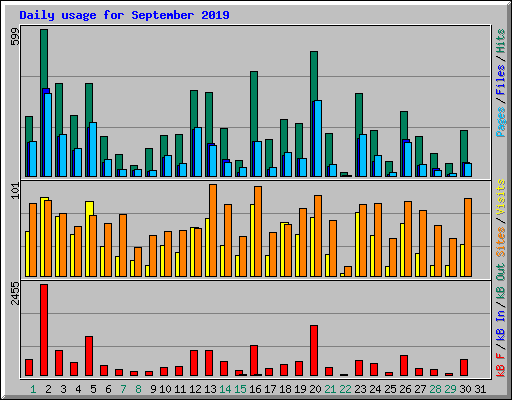 Daily usage for September 2019
599
101
2455
Pages / Files / Hits
Sites / Visits
kB F / kB In / kB Out
1 2 3 4 5 6 7 8 9 10 11 12 13 14 15 16 17 18 19 20 21 22 23 24 25 26 27 28 29 30 31